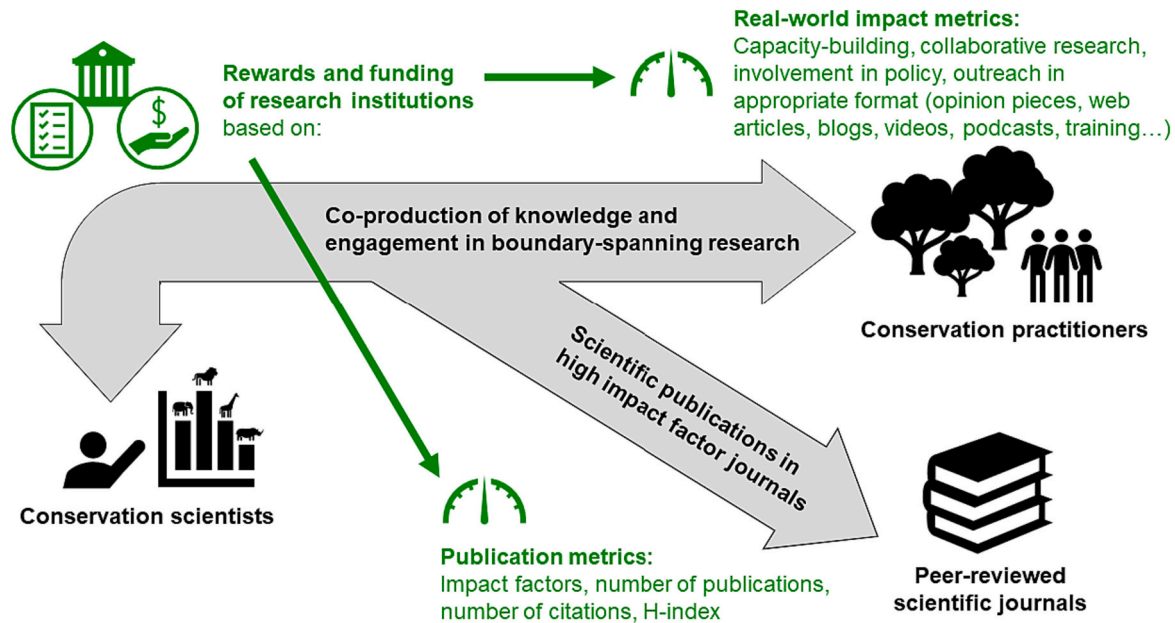 Rewards and funding
of research institutions
based on:
$
Real-world impact metrics:
Capacity-building, collaborative research,
involvement in policy, outreach in
appropriate format (opinion pieces, web
articles, blogs, videos, podcasts, training…)
Co-production of knowledge and
engagement in boundary-spanning research
Conservation practitioners
Scientific publications in
high impact factor journals
Conservation scientists
Publication metrics:
Impact factors, number of publications,
number of citations, H-index
Peer-reviewed
scientific journals